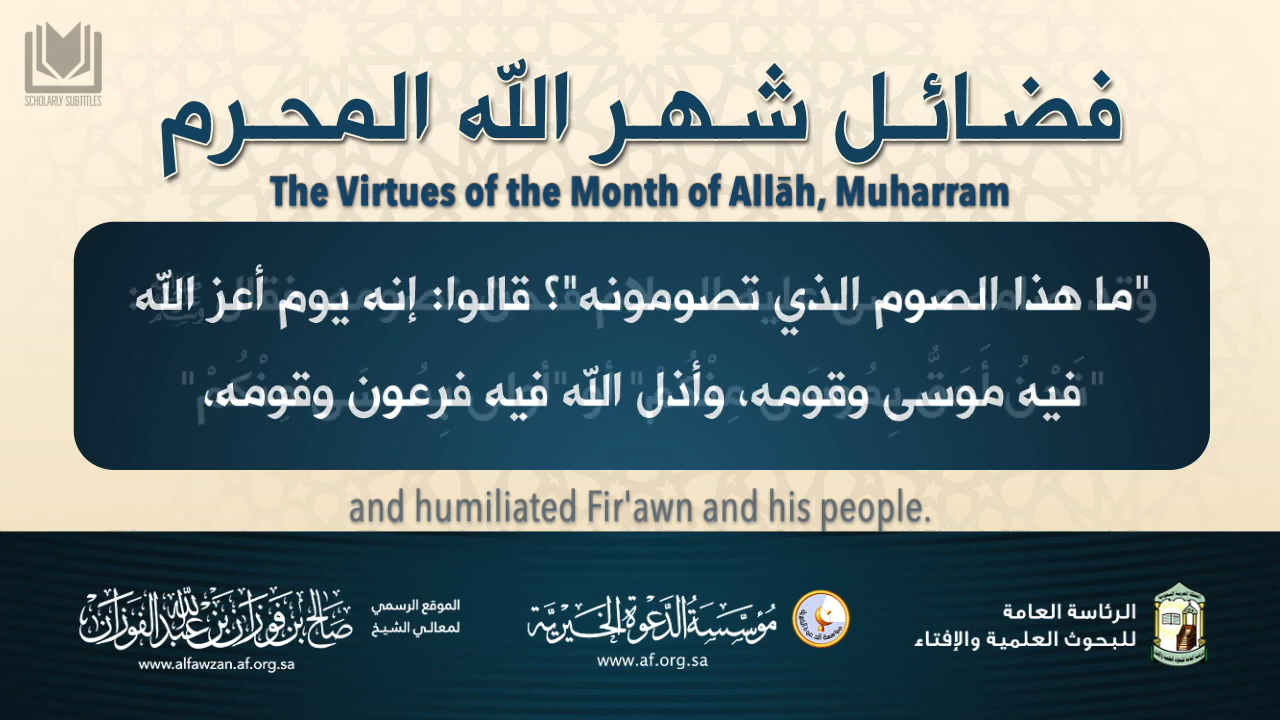 SCHOLARLY SUBTITLES
فضائل شهر الله المحرم
The Virtues of the Month of Allāh, Muharram
"ما هذا الصوم الذي تصومونه"؟ قالوا: إنه يوم أعز الله
فيه موسى وقومه، وأذل الله فيه فرعون وقومه،
and humiliated Fir'awn and his people.
الرئاسة العامة
للبحوث العلمية والإفتاء
مؤسسة الدعوة الخيرية
www.af.org.sa
الموقع الرسمي
لمعالي الشيخ
صالح بن فوزان بن عبدالله الفوزان
www.alfawzan.af.org.sa